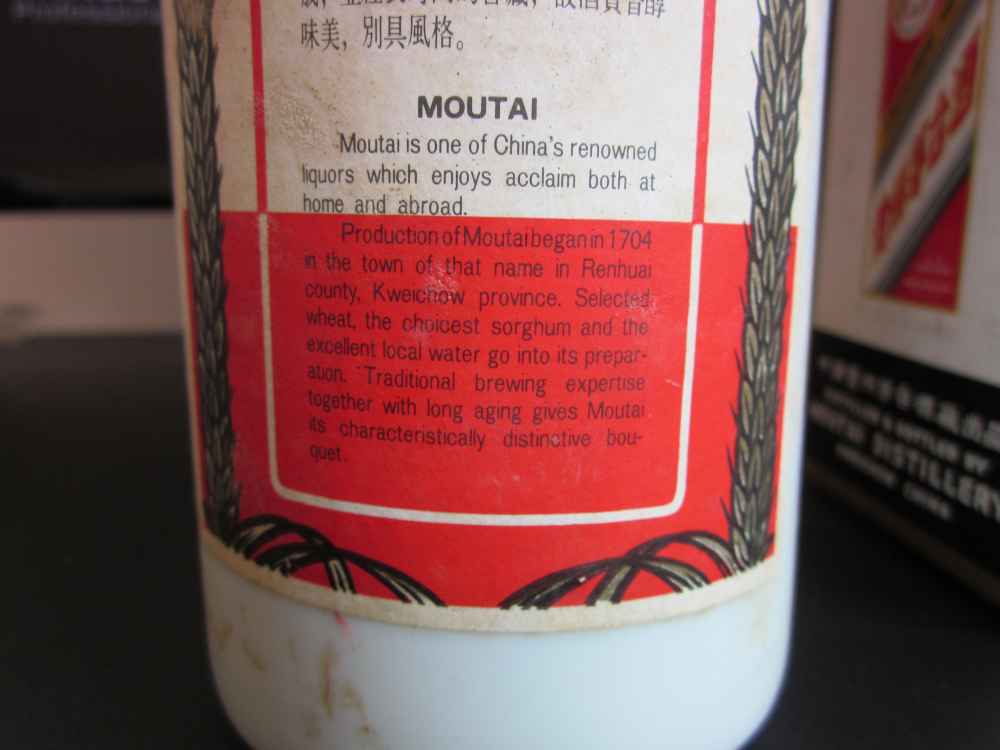 味美，別具風格。
MOUTAI
Moutai is one of China's renowned
liquors which enjoys acclaim both at
home and abroad.
Production of Moutai began in 1704
in the town of that name in Renhuai
county, Kweichow province. Selected
wheat, the choicest sorghum and the
excellent local water go into its prepar-
ation. Traditional brewing expertise
together with long aging gives Moutai
its characteristically distinctive bou-
quet.
DISTILLERY